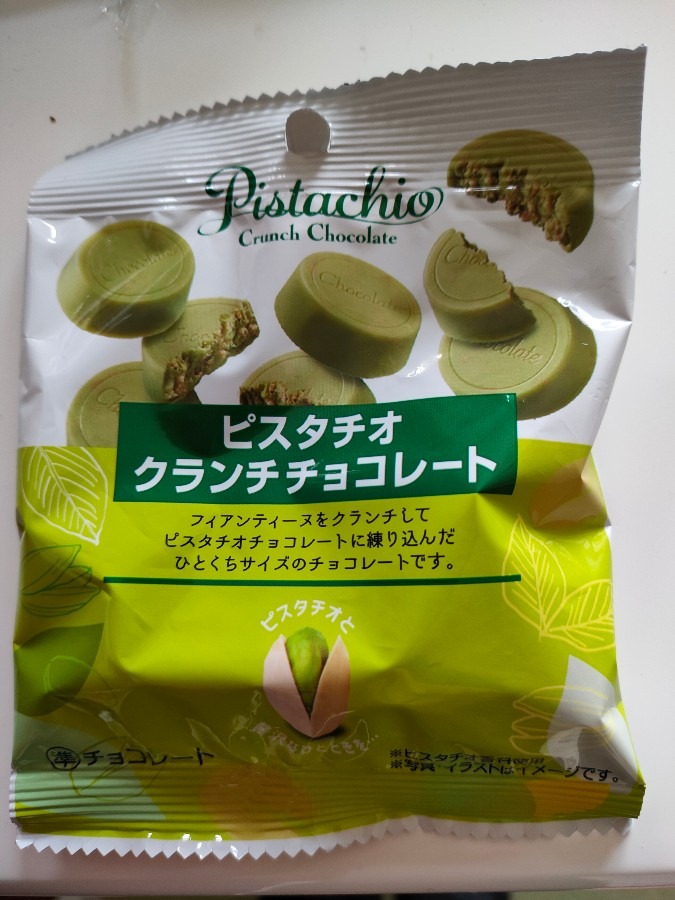 Pistachio
Crunch Chocolate
Chocolate
Chocolate
ピスタチオ
クランチチョコレート
フィアンティーヌをクランチして
ピスタチオチョコレートに練り込んだ
ひとくちサイズのチョコレートです。
ピスタチオと
準チョコレート
※ピスタチオ
※写真・イラストはイメージです。